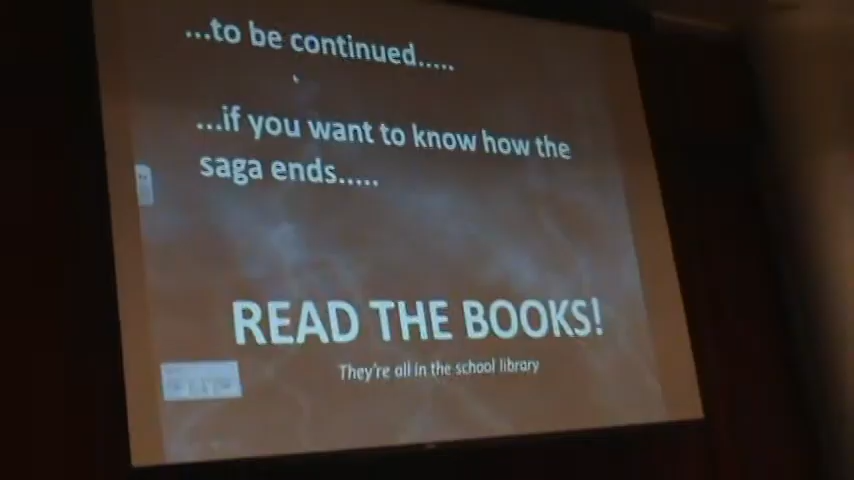 ...to be continued.....
...if you want to know how the
saga ends.....
READ THE BOOKS!
They're all in the school library